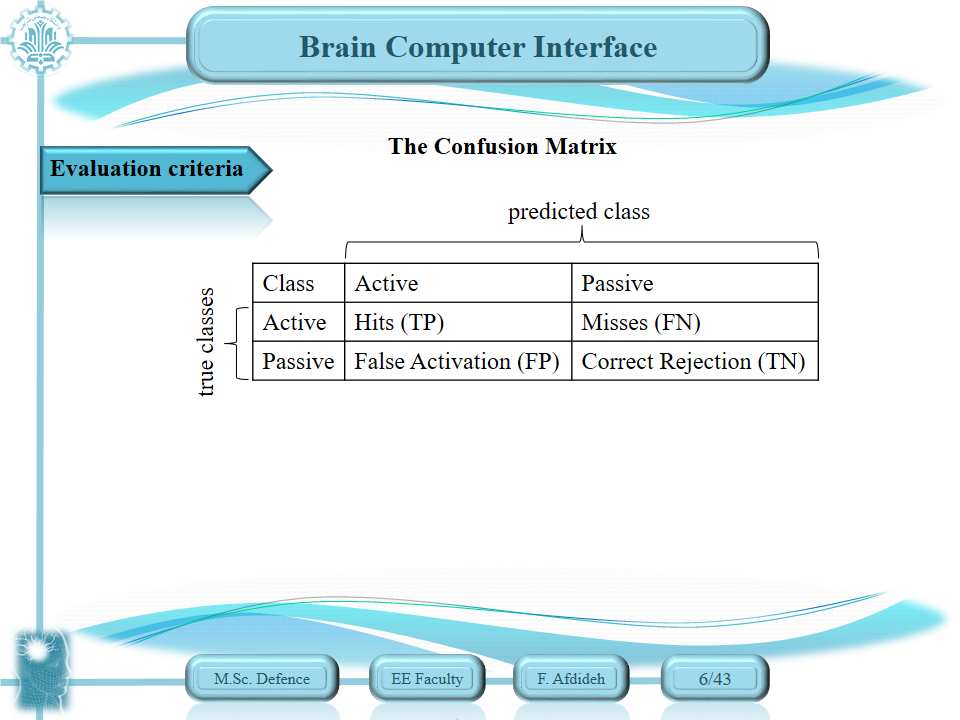 Brain Computer Interface
The Confusion Matrix
Evaluation criteria
predicted class
true classes
Class Active Passive
Active Hits (TP) Misses (FN)
Passive False Activation (FP) Correct Rejection (TN)
M.Sc. Defence EE Faculty F. Afdideh 6/43